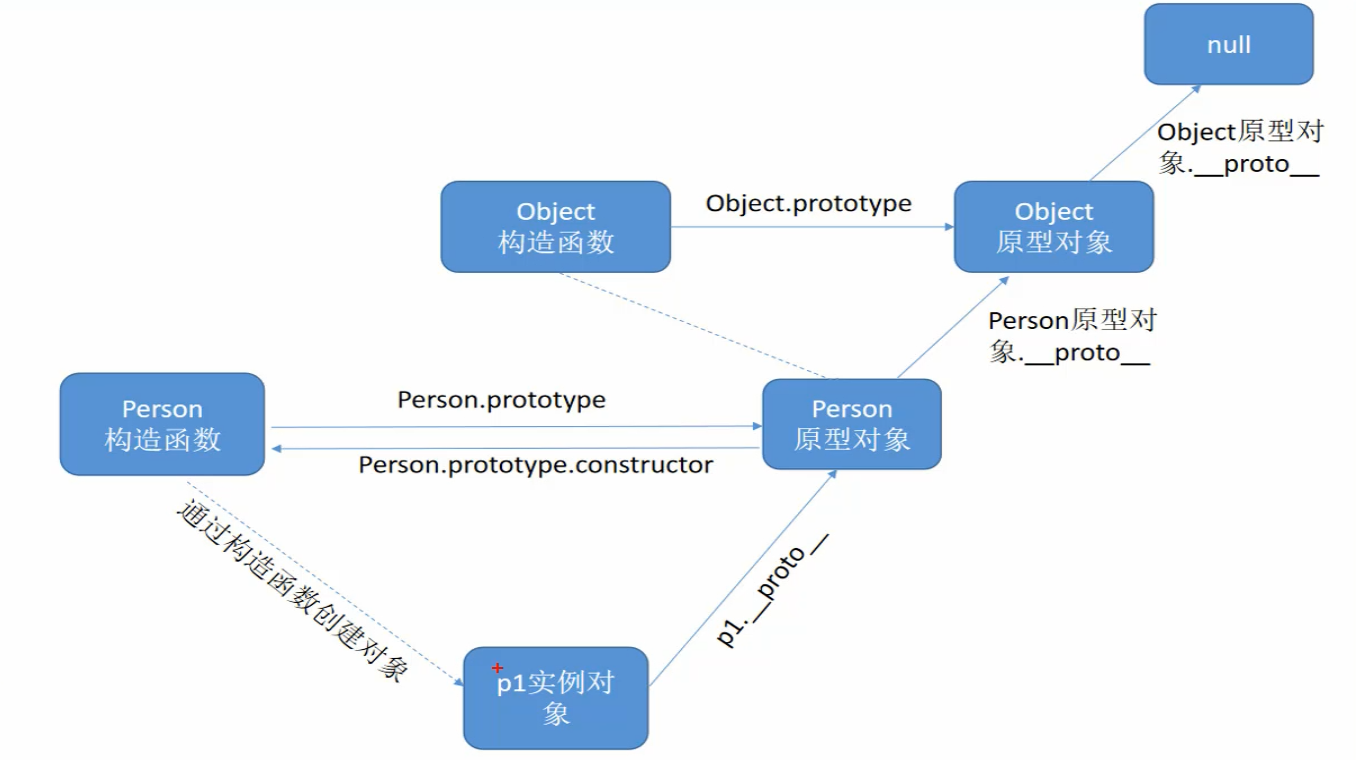 null
Object原型对
象.__proto__
Object
构造函数
Object.prototype
Object
原型对象
Person原型对
象.__proto__
Person
构造函数
Person.prototype
Person.prototype.constructor
Person
原型对象
通过构造函数创建对象
p1.__proto__
p1实例对
象